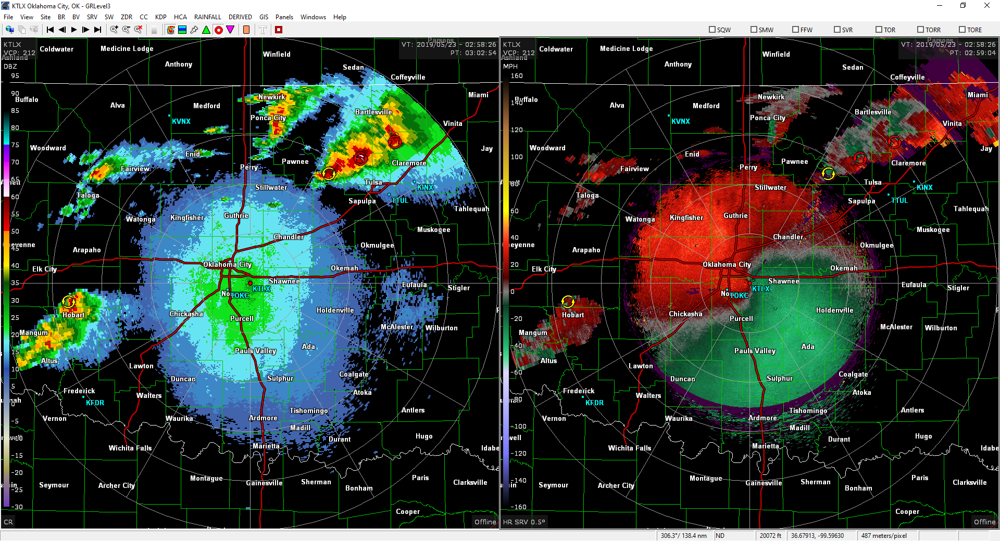 KTLX Oklahoma City, OK - GRLevel3
File View Site BR BV SRV SW ZDR CC KDP HCA RAINFALL DERIVED GIS Panels Windows Help
SQW SMW FFW SVR TOR TORR TORE
KTLX
VCP: 212
DBZ
VT: 2019/05/23 - 02:58:26
PT: 03:02:54
95
90
85
80
75
70
65
60
55
50
45
40
35
30
25
20
15
10
5
0
-5
-10
-15
-20
-25
-30
Parsons
Ashland
Coldwater
Medicine Lodge
Winfield
Anthony
Sedan
Coffeyville
Buffalo
Alva
Medford
Newkirk
Bartlesville
Miami
KVNX
Ponca City
Vinita
Woodward
Enid
Jay
Fairview
Perry
Pawnee
Claremore
Stillwater
Tulsa
KINX
Taloga
Sapulpa
TTUL
Tahlequah
Watonga
Kingfisher
Guthrie
Muskogee
Chandler
Okmulgee
Arapaho
Elk City
Oklahoma City
Okemah
Shawnee
Eufaula
Stigler
KTLX
No
TOKC
Hobart
Chickasha
Purcell
Holdenville
Mangum
McAlester
Wilburton
Altus
Pauls Valley
Ada
Lawton
Duncan
Sulphur
Coalgate
Frederick
KFDR
Walters
Atoka
Vernon
Waurika
Ardmore
Tishomingo
Antlers
Madill
Wichita Falls
Marietta
Durant
Hugo
Idabe
Seymour
Archer City
Montague
Gainesville
Sherman
Bonham
Paris
Clarksville
Cooper
CR
Offline
KTLX
VCP: 212
MPH
VT: 2019/05/23 - 02:58:26
PT: 02:59:04
160
140
120
100
80
60
40
20
0
-20
-40
-60
-80
-100
-120
-140
-160
Parsons
Ashland
Coldwater
Medicine Lodge
Winfield
Anthony
Sedan
Coffeyville
Buffalo
Alva
Medford
Newkirk
Bartlesville
Miami
KVNX
Ponca City
Vinita
Woodward
Enid
Jay
Fairview
Perry
Pawnee
Claremore
Stillwater
Tulsa
KINX
Taloga
Sapulpa
TTUL
Tahlequah
Watonga
Kingfisher
Guthrie
Muskogee
Chandler
Okmulgee
Arapaho
Elk City
Oklahoma City
Okemah
Shawnee
Eufaula
Stigler
KTLX
No
TOKC
Hobart
Chickasha
Purcell
Holdenville
Mangum
McAlester
Wilburton
Altus
Pauls Valley
Ada
Lawton
Duncan
Sulphur
Coalgate
Frederick
KFDR
Walters
Atoka
Vernon
Waurika
Ardmore
Tishomingo
Antlers
Madill
Wichita Falls
Marietta
Durant
Hugo
Idabe
Seymour
Archer City
Montague
Gainesville
Sherman
Bonham
Paris
Clarksville
Cooper
HR SRV 0.5°
Offline
306.3°/ 138.4 nm ND 20072 ft 36.67913, -99.59630 487 meters/pixel